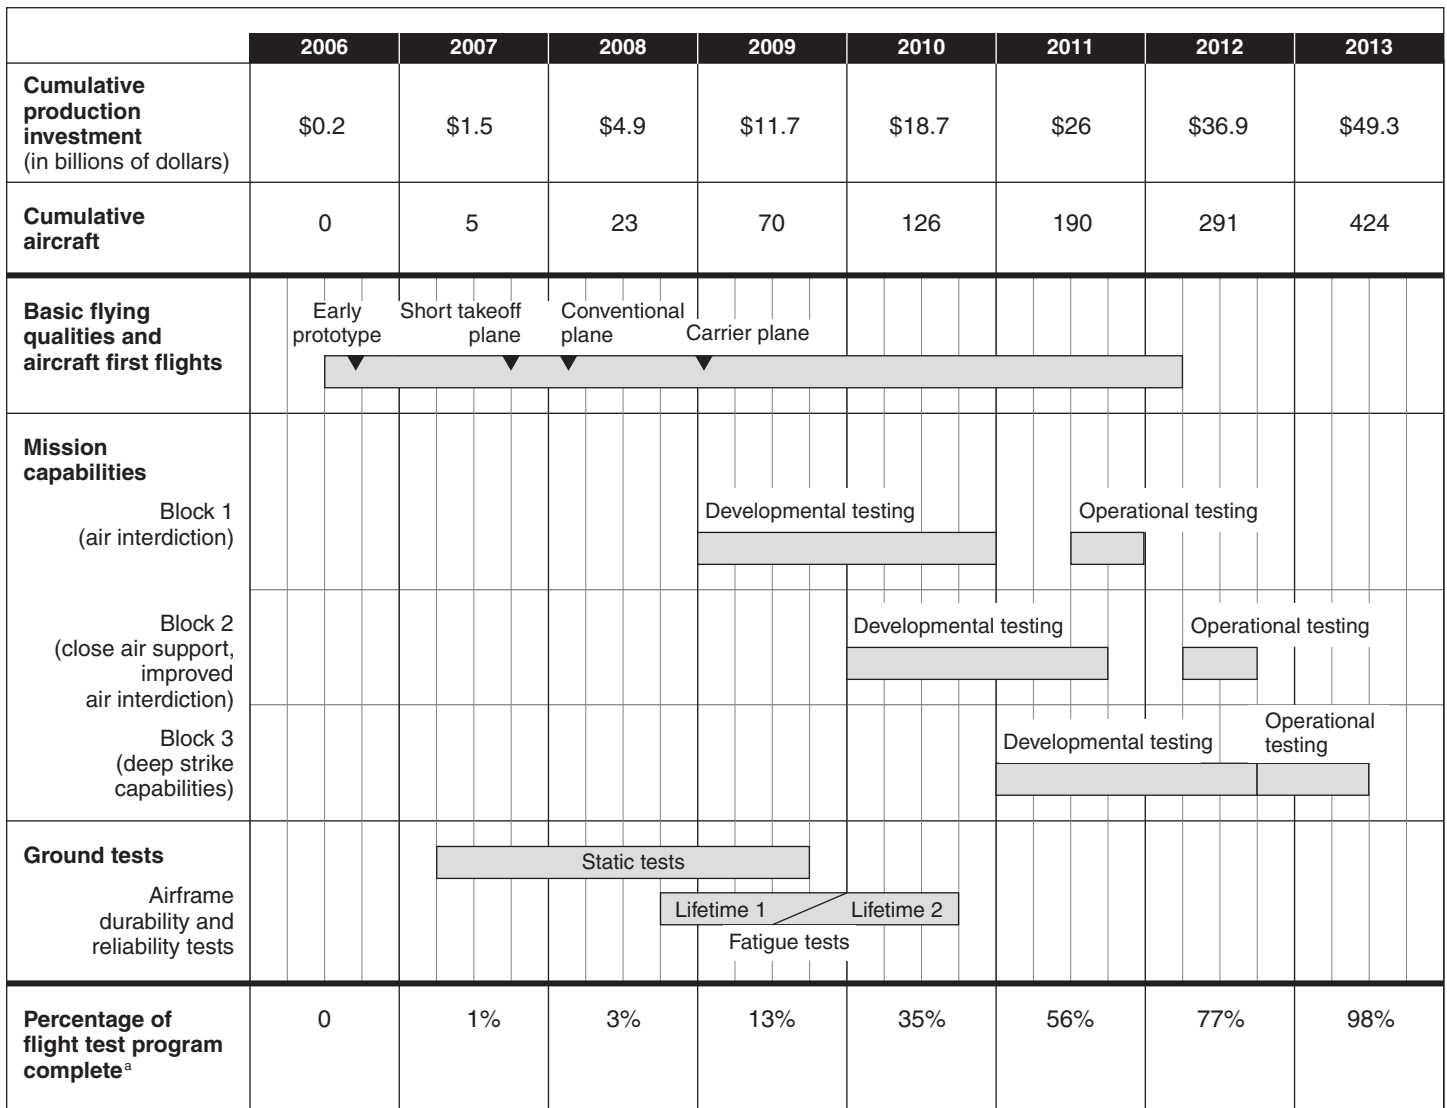 2006 2007 2008 2009 2010 2011 2012 2013
Cumulative
production
investment
(in billions of dollars)
$0.2 $1.5 $4.9 $11.7 $18.7 $26 $36.9 $49.3
Cumulative
aircraft
0 5 23 70 126 190 291 424
Basic flying
qualities and
aircraft first flights
Early
prototype
Short takeoff
plane
Conventional
plane
Carrier plane
Mission
capabilities
Block 1
(air interdiction)
Developmental testing
Operational testing
Block 2
(close air support,
improved
air interdiction)
Developmental testing
Operational testing
Block 3
(deep strike
capabilities)
Developmental testing
Operational
testing
Ground tests
Static tests
Airframe
durability and
reliability tests
Lifetime 1
Lifetime 2
Fatigue tests
Percentage of
flight test program
complete a
0 1% 3% 13% 35% 56% 77% 98%